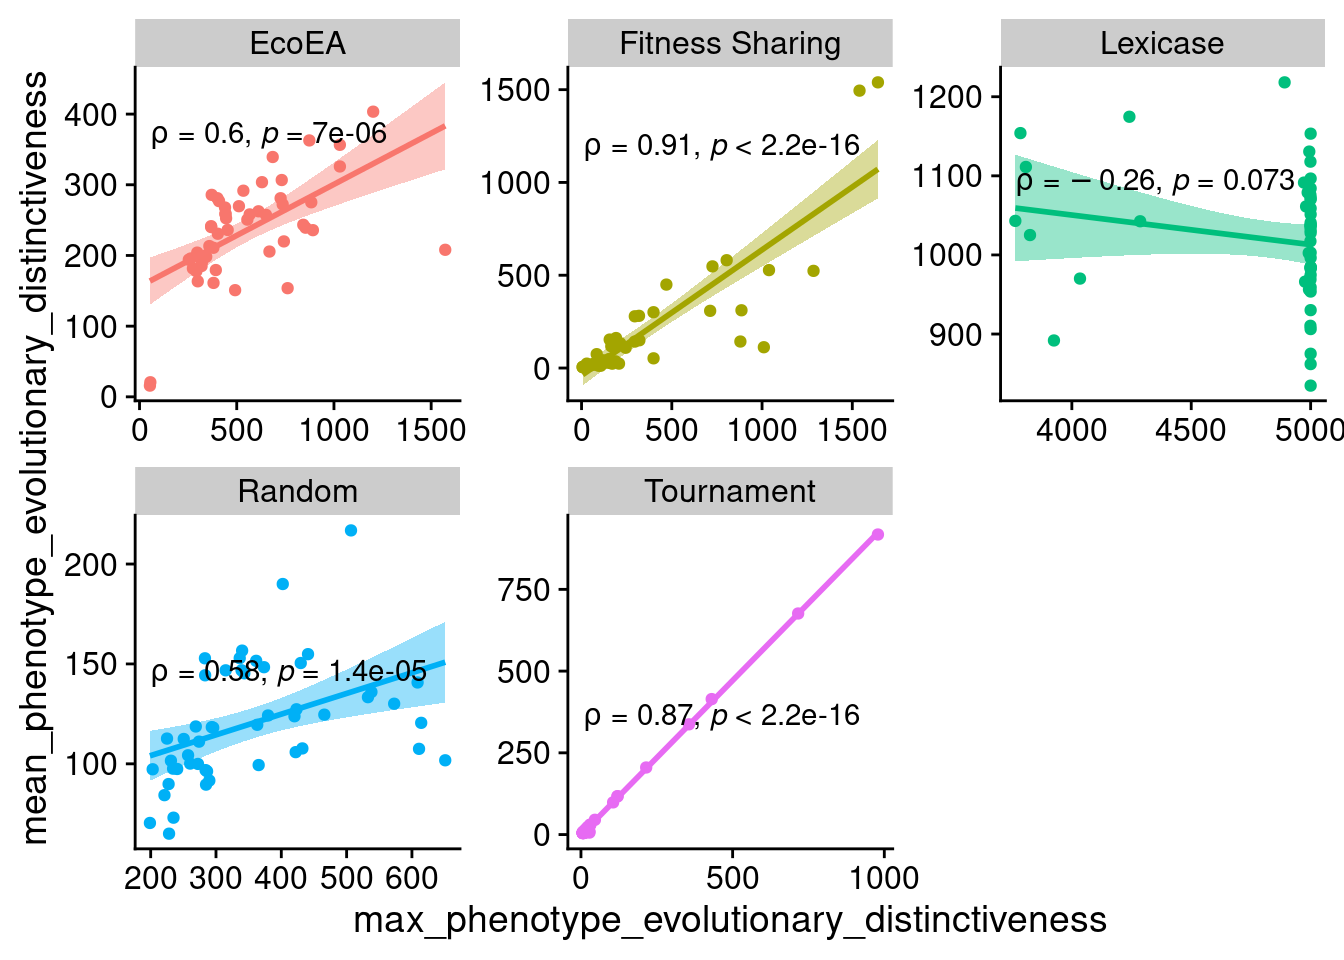 EcoEA
Fitness Sharing
Lexicase
mean_phenotype_evolutionary_distinctiveness
400
300
200
100
0
ρ = 0.6, p = 7e-06
0 500 1000 1500
1500
1000
500
0
ρ = 0.91, p < 2.2e-16
0 500 1000 1500
1200
1100
1000
900
ρ = −0.26, p = 0.073
4000 4500 5000
Random
Tournament
200
150
100
ρ = 0.58, p = 1.4e-05
200 300 400 500 600
750
500
250
0
ρ = 0.87, p < 2.2e-16
0 500 1000
max_phenotype_evolutionary_distinctiveness